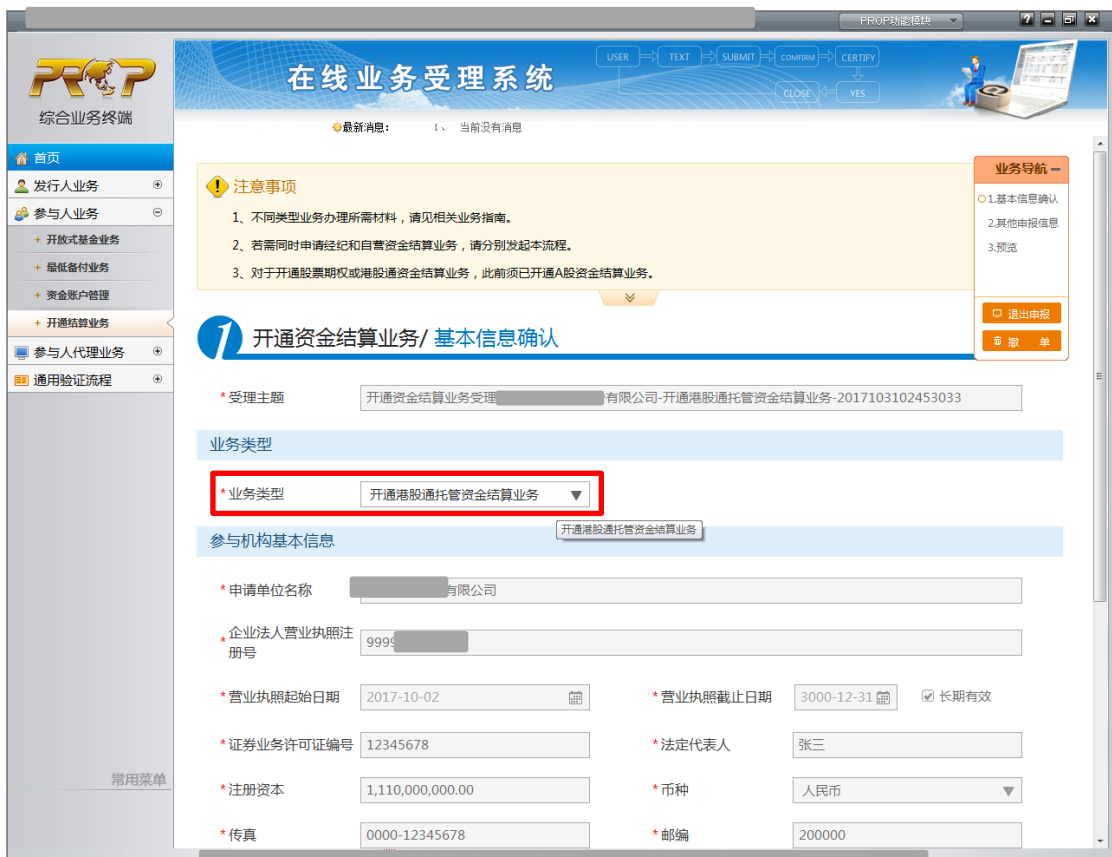 PROP功能模块
PROP
综合业务终端
在线业务受理系统
USER TEXT SUBMIT COMFIRM CERTIFY
CLOSE YES
最新消息： 1、 当前没有消息
首页
发行人业务
参与人业务
+ 开放式基金业务
+ 最低备付业务
+ 资金账户管理
+ 开通结算业务
参与人代理业务
通用验证流程
常用菜单
注意事项
1、不同类型业务办理所需材料，请见相关业务指南。
2、若需同时申请经纪和自营资金结算业务，请分别发起本流程。
3、对于开通股票期权或港股通资金结算业务，此前须已开通A股资金结算业务。
业务导航
1.基本信息确认
2.其他申报信息
3.预览
退出申报
撤 单
1 开通资金结算业务/ 基本信息确认
*受理主题 开通资金结算业务受理 有限公司-开通港股通托管资金结算业务-2017103102453033
业务类型
*业务类型 开通港股通托管资金结算业务
开通港股通托管资金结算业务
参与机构基本信息
*申请单位名称 有限公司
*企业法人营业执照注
册号 9999
*营业执照起始日期 2017-10-02 *营业执照截止日期 3000-12-31 长期有效
*证券业务许可证编号 12345678 *法定代表人 张三
*注册资本 1,110,000,000.00 *币种 人民币
*传真 0000-12345678 *邮编 200000